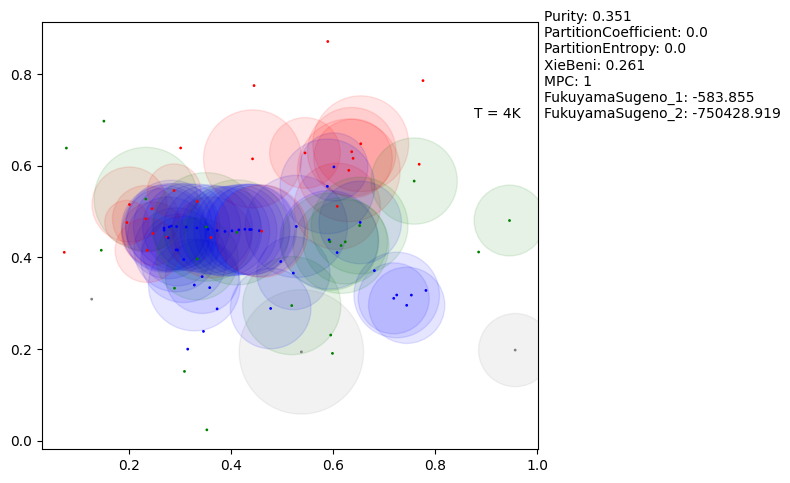 Purity: 0.351
PartitionCoefficient: 0.0
PartitionEntropy: 0.0
XieBeni: 0.261
MPC: 1
FukuyamaSugeno_1: -583.855
FukuyamaSugeno_2: -750428.919
T = 4K
0.8
0.6
0.4
0.2
0.0
0.2 0.4 0.6 0.8 1.0